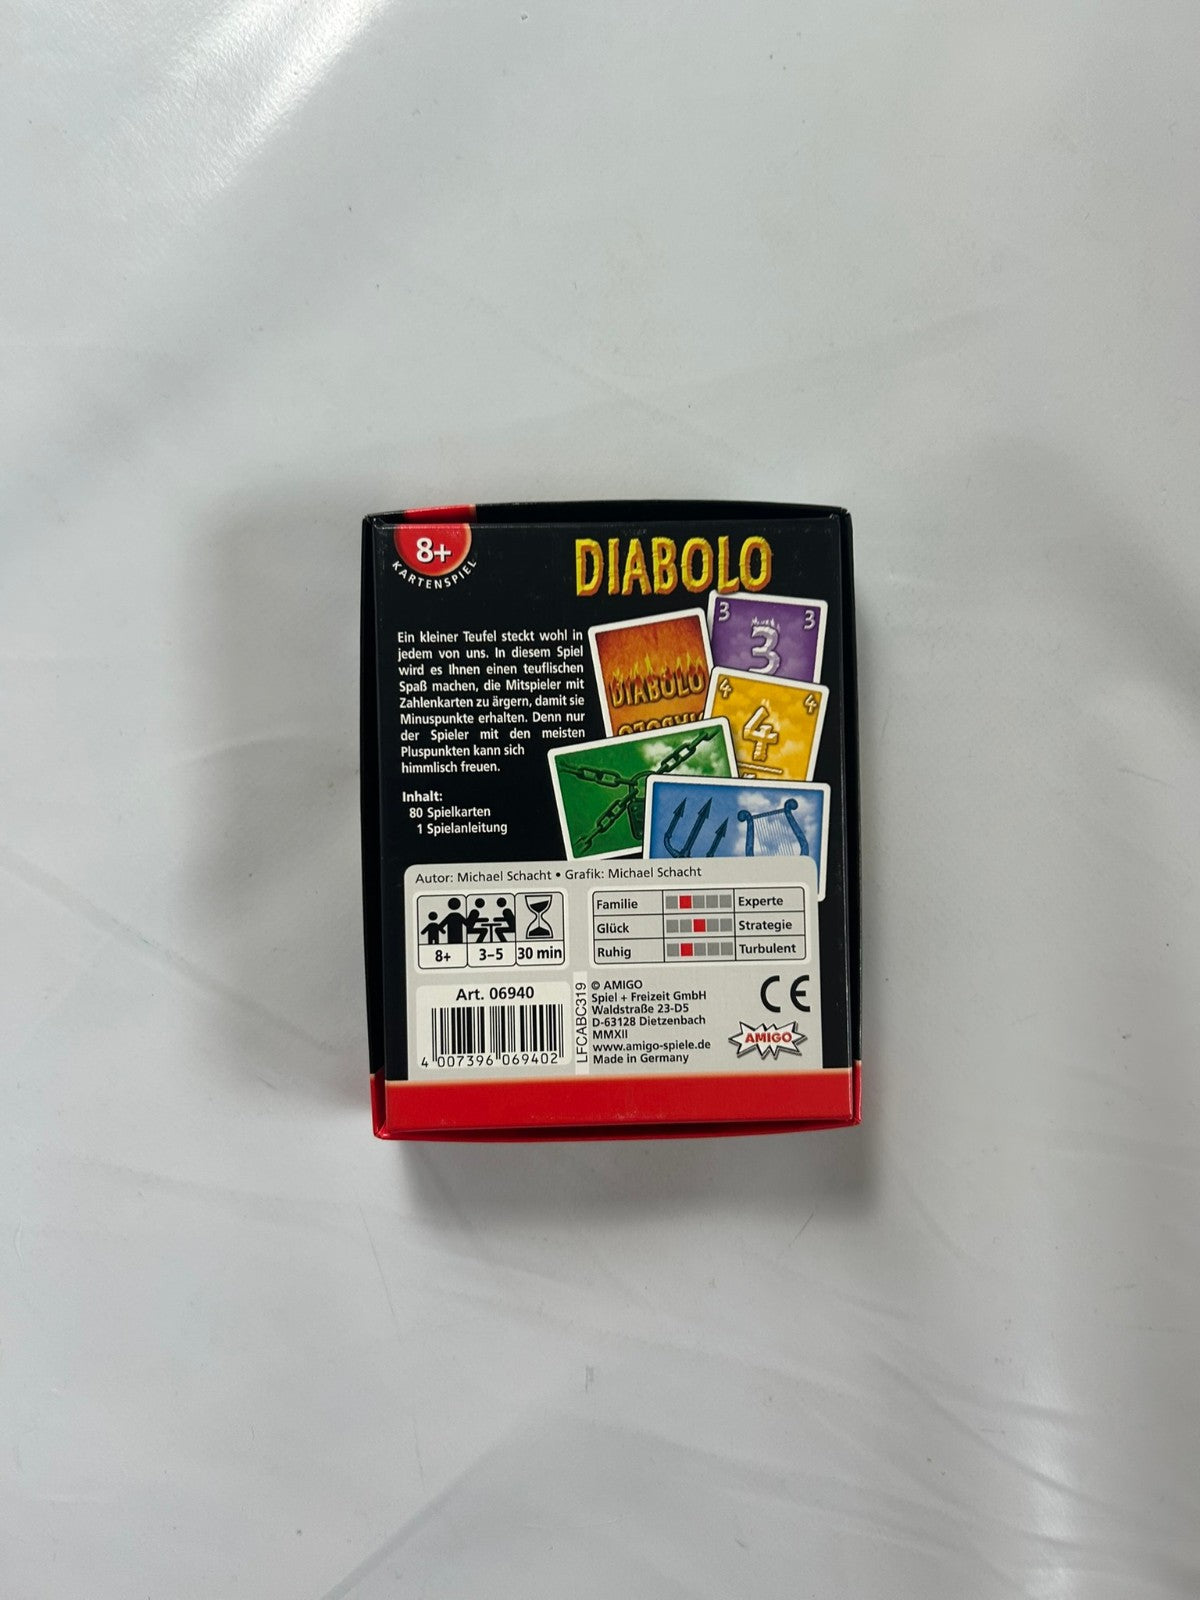 8+
KARTENSPIEL
DIABOLO
Ein kleiner Teufel steckt wohl in
jedem von uns. In diesem Spiel
wird es Ihnen einen teuflischen
Spaß machen, die Mitspieler mit
Zahlenkarten zu ärgern, damit sie
Minuspunkte erhalten. Denn nur
der Spieler mit den meisten
Pluspunkten kann sich
himmlisch freuen.
Inhalt:
80 Spielkarten
1 Spielanleitung
3 3
3
DIABOLO
DIABOLO
4 4
4
Autor: Michael Schacht • Grafik: Michael Schacht
8+ 3–5 30 min
Familie Experte
Glück Strategie
Ruhig Turbulent
Art. 06940
4 007396 069402
LFCABC319
© AMIGO
Spiel + Freizeit GmbH
Waldstraße 23-D5
D-63128 Dietzenbach
MMXII
www.amigo-spiele.de
Made in Germany
CE
AMIGO